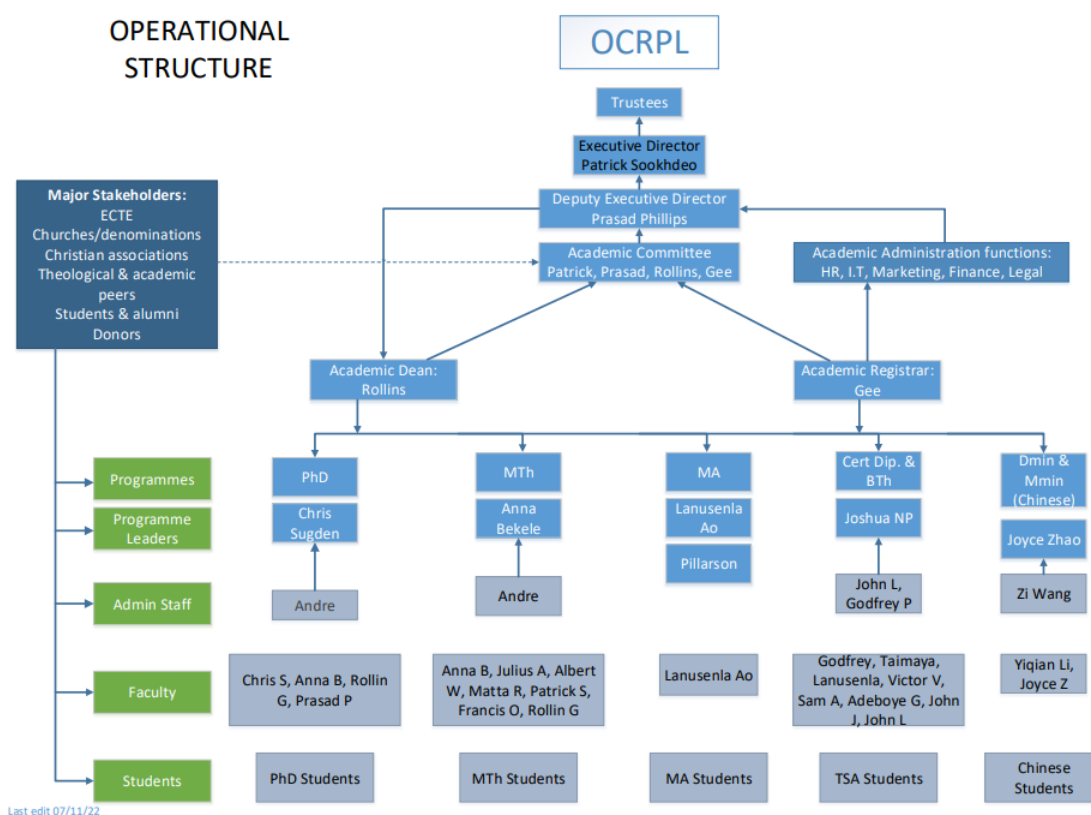 OPERATIONAL
STRUCTURE
OCRPL
Trustees
Executive Director
Patrick Sookhdeo
Deputy Executive Director
Prasad Phillips
Major Stakeholders:
ECTE
Churches/denominations
Christian associations
Theological & academic
peers
Students & alumni
Donors
Academic Committee
Patrick, Prasad, Rollins, Gee
Academic Administration functions:
HR, I.T, Marketing, Finance, Legal
Academic Dean:
Rollins
Academic Registrar:
Gee
Programmes
PhD
MTh
MA
Cert Dip. &
BTh
Dmin &
Mmin
(Chinese)
Programme
Leaders
Chris
Sugden
Anna
Bekele
Lanusenla
Ao
Pillarson
Joshua NP
Joyce Zhao
Admin Staff
Andre
Andre
John L,
Godfrey P
Zi Wang
Faculty
Chris S, Anna B, Rollin
G, Prasad P
Anna B, Julius A, Albert
W, Matta R, Patrick S,
Francis O, Rollin G
Lanusenla Ao
Godfrey, Taimaya,
Lanusenla, Victor V,
Sam A, Adeboye G, John
J, John L
Yiqian Li,
Joyce Z
Students
PhD Students
MTh Students
MA Students
TSA Students
Chinese
Students
Last edit 07/11/22